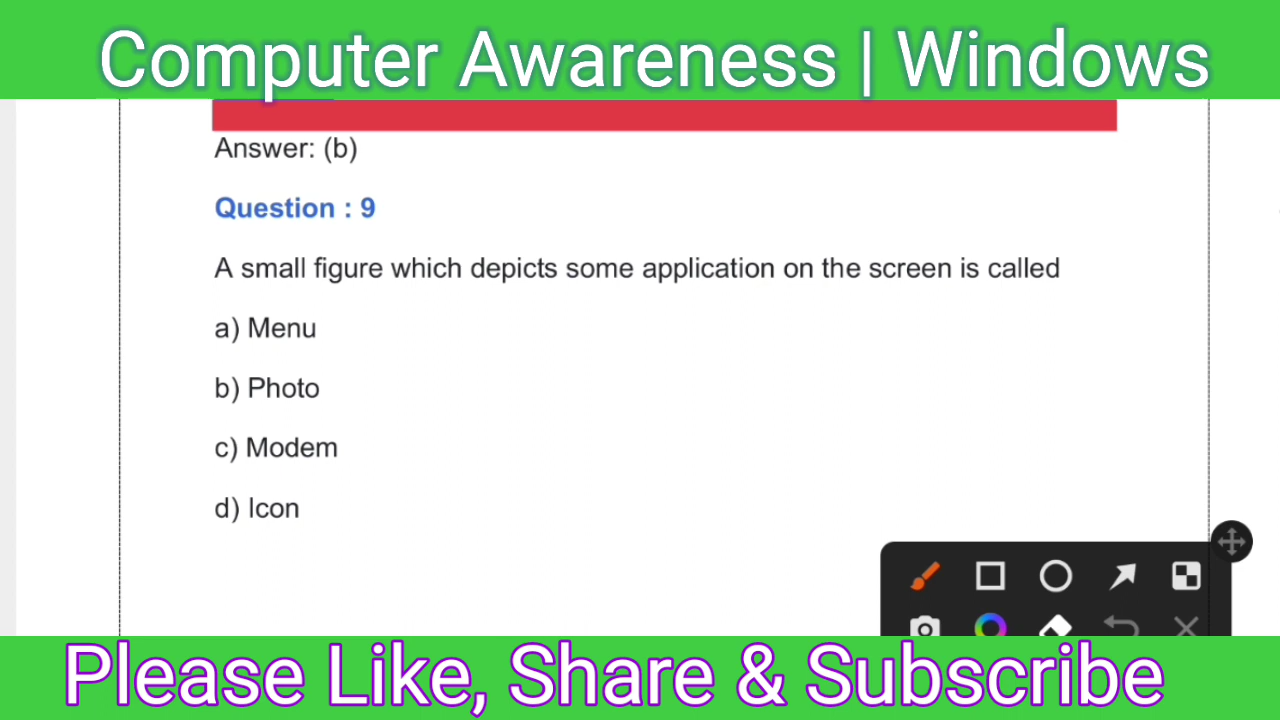 Computer Awareness | Windows
Answer: (b)
Question : 9
A small figure which depicts some application on the screen is called
a) Menu
b) Photo
c) Modem
d) Icon
Please Like, Share & Subscribe